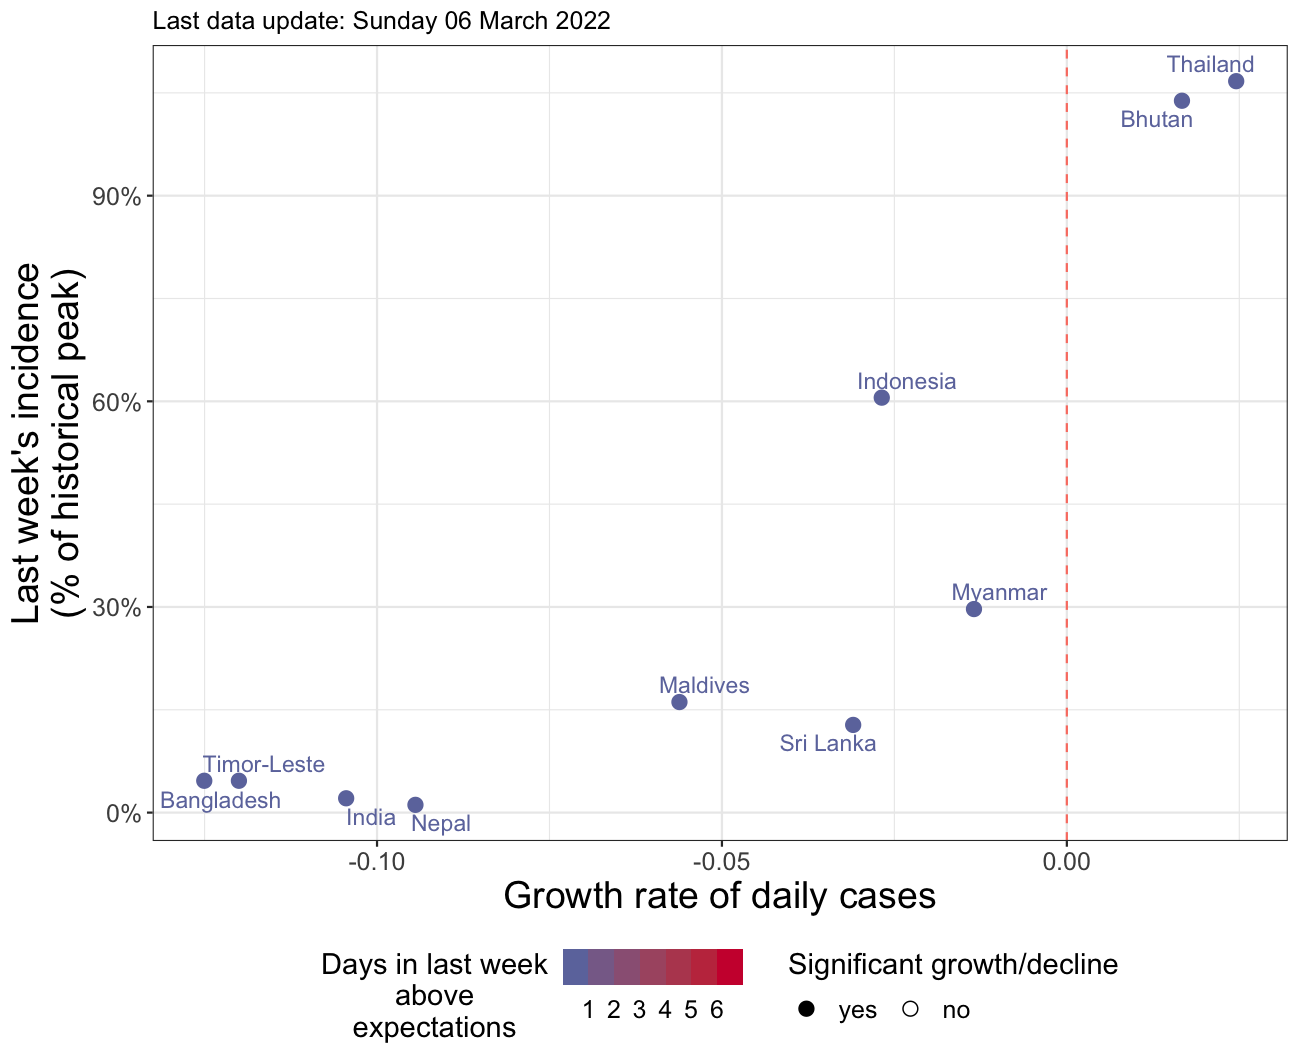 Last data update: Sunday 06 March 2022
Thailand
Bhutan
90%
Last week's incidence
(% of historical peak)
Indonesia
60%
Myanmar
30%
Maldives
Sri Lanka
Timor-Leste
Bangladesh
India
Nepal
0%
-0.10 -0.05 0.00
Growth rate of daily cases
Days in last week
above
expectations
1 2 3 4 5 6
Significant growth/decline
yes no